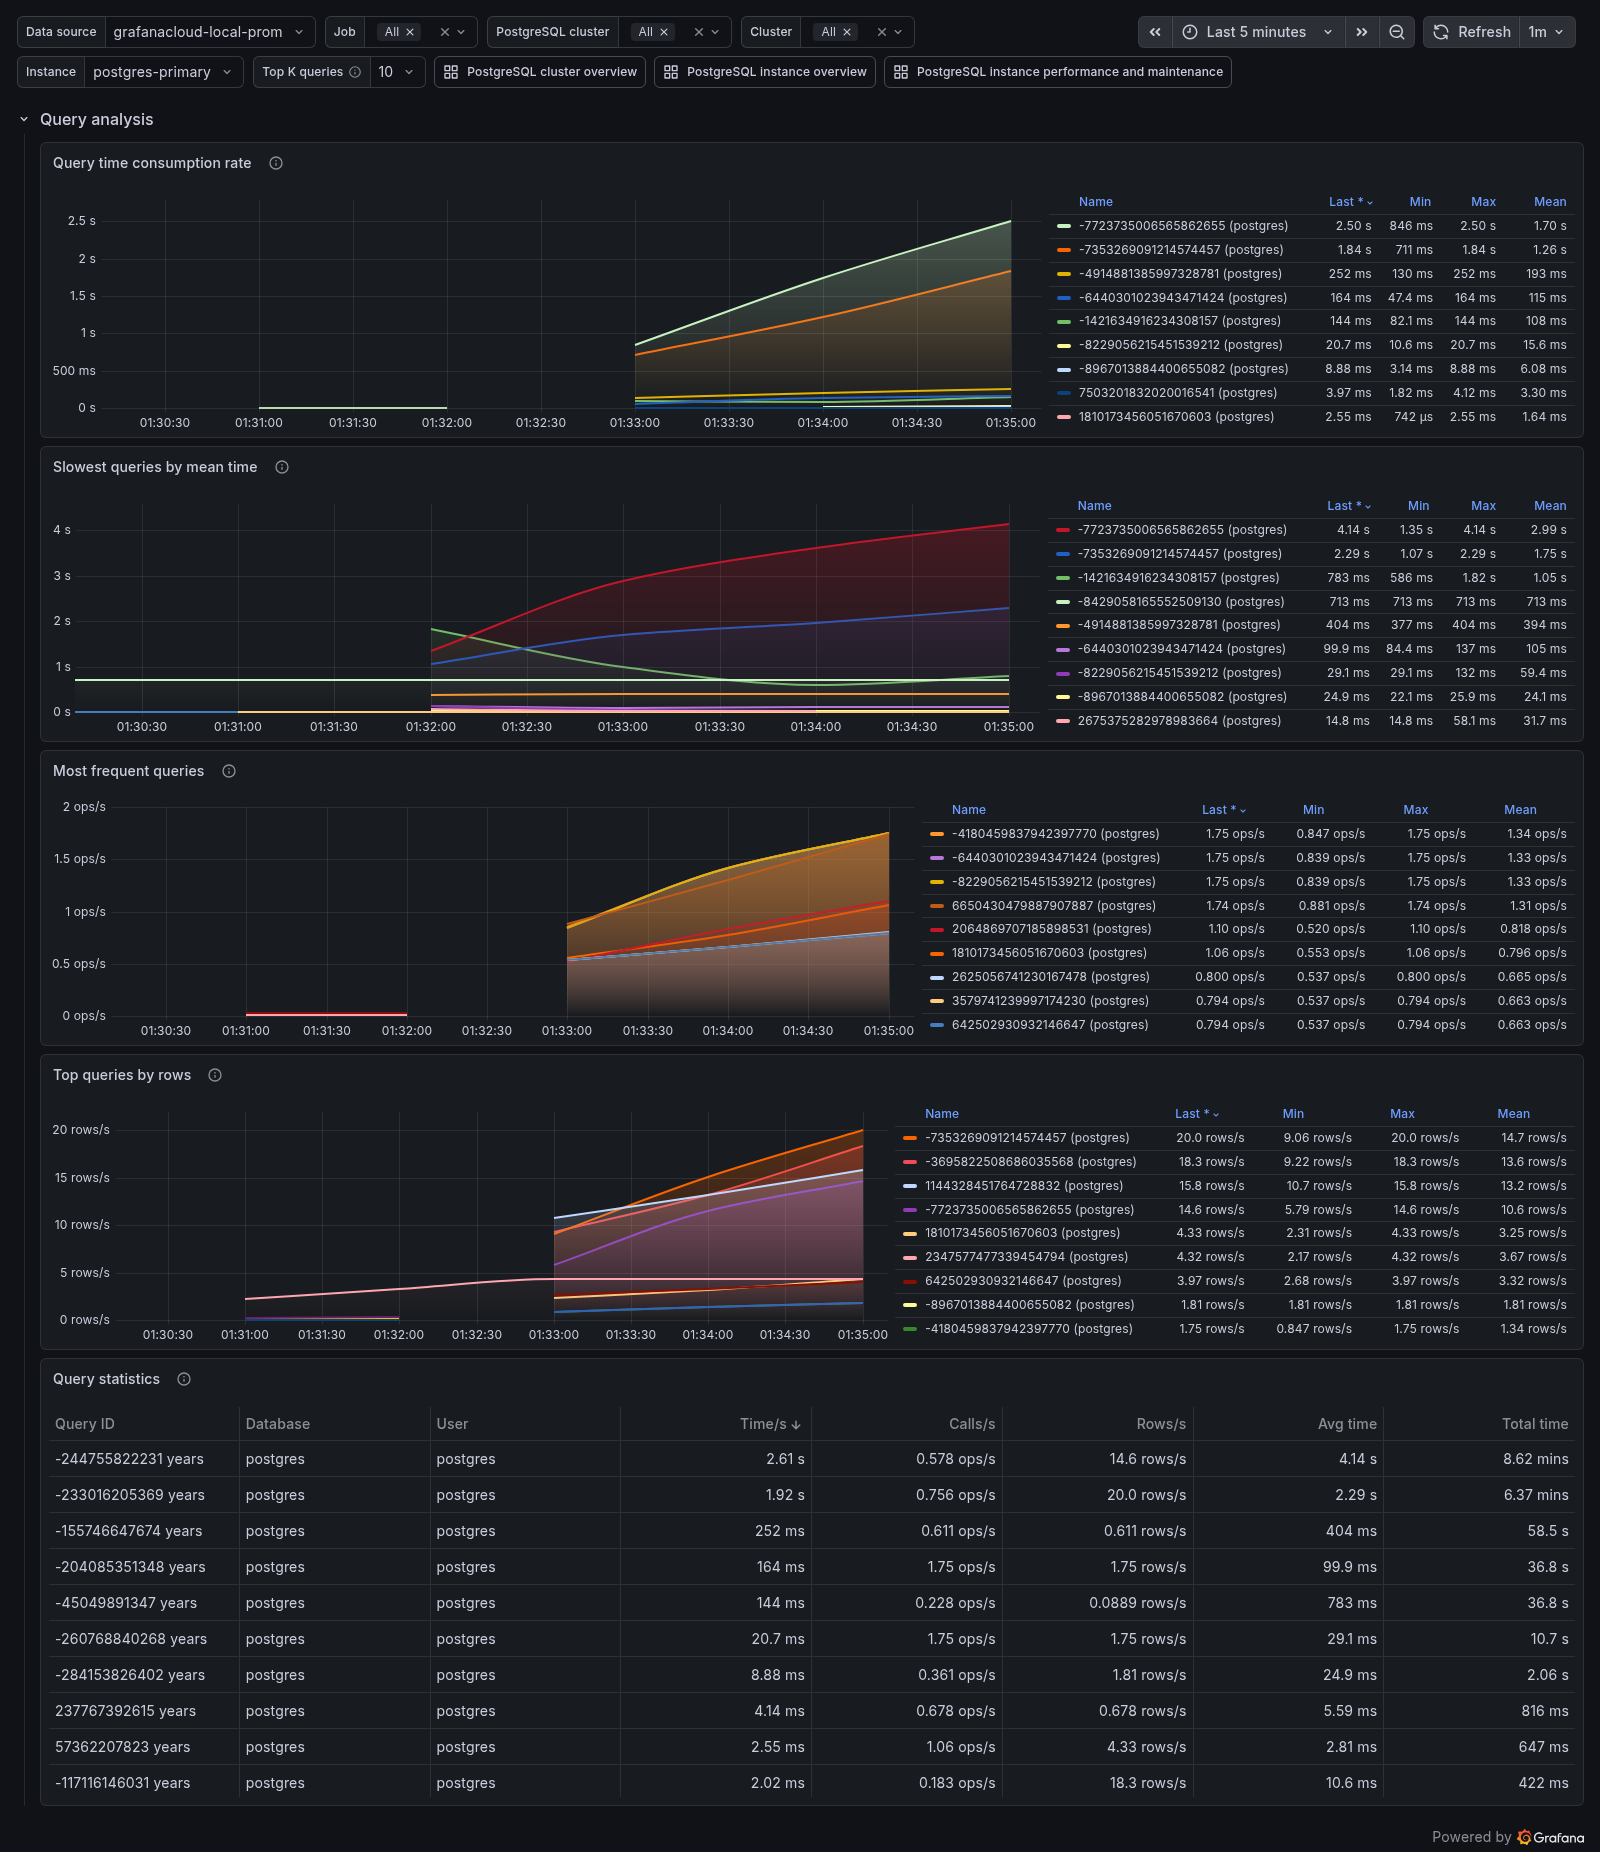 Data source grafanacloud-local-prom Job All PostgreSQL cluster All Cluster All Last 5 minutes Refresh 1m
Instance postgres-primary Top K queries 10 PostgreSQL cluster overview PostgreSQL instance overview PostgreSQL instance performance and maintenance
Query analysis
Query time consumption rate
2.5 s
2 s
1.5 s
1 s
500 ms
0 s
01:30:30 01:31:00 01:31:30 01:32:00 01:32:30 01:33:00 01:33:30 01:34:00 01:34:30 01:35:00
Name Last * Min Max Mean
-7723735006565862655 (postgres) 2.50 s 846 ms 2.50 s 1.70 s
-7353269091214574457 (postgres) 1.84 s 711 ms 1.84 s 1.26 s
-4914881385997328781 (postgres) 252 ms 130 ms 252 ms 193 ms
-6440301023943471424 (postgres) 164 ms 47.4 ms 164 ms 115 ms
-1421634916234308157 (postgres) 144 ms 82.1 ms 144 ms 108 ms
-8229056215451539212 (postgres) 20.7 ms 10.6 ms 20.7 ms 15.6 ms
-8967013884400655082 (postgres) 8.88 ms 3.14 ms 8.88 ms 6.08 ms
7503201832020016541 (postgres) 3.97 ms 1.82 ms 4.12 ms 3.30 ms
1810173456051670603 (postgres) 2.55 ms 742 µs 2.55 ms 1.64 ms
Slowest queries by mean time
4 s
3 s
2 s
1 s
0 s
01:30:30 01:31:00 01:31:30 01:32:00 01:32:30 01:33:00 01:33:30 01:34:00 01:34:30 01:35:00
Name Last * Min Max Mean
-7723735006565862655 (postgres) 4.14 s 1.35 s 4.14 s 2.99 s
-7353269091214574457 (postgres) 2.29 s 1.07 s 2.29 s 1.75 s
-1421634916234308157 (postgres) 783 ms 586 ms 1.82 s 1.05 s
-8429058165552509130 (postgres) 713 ms 713 ms 713 ms 713 ms
-4914881385997328781 (postgres) 404 ms 377 ms 404 ms 394 ms
-6440301023943471424 (postgres) 99.9 ms 84.4 ms 137 ms 105 ms
-8229056215451539212 (postgres) 29.1 ms 29.1 ms 132 ms 59.4 ms
-8967013884400655082 (postgres) 24.9 ms 22.1 ms 25.9 ms 24.1 ms
2675375282978983664 (postgres) 14.8 ms 14.8 ms 58.1 ms 31.7 ms
Most frequent queries
2 ops/s
1.5 ops/s
1 ops/s
0.5 ops/s
0 ops/s
01:30:30 01:31:00 01:31:30 01:32:00 01:32:30 01:33:00 01:33:30 01:34:00 01:34:30 01:35:00
Name Last * Min Max Mean
-4180459837942397770 (postgres) 1.75 ops/s 0.847 ops/s 1.75 ops/s 1.34 ops/s
-6440301023943471424 (postgres) 1.75 ops/s 0.839 ops/s 1.75 ops/s 1.33 ops/s
-8229056215451539212 (postgres) 1.75 ops/s 0.839 ops/s 1.75 ops/s 1.33 ops/s
6650430479887907887 (postgres) 1.74 ops/s 0.881 ops/s 1.74 ops/s 1.31 ops/s
2064869707185898531 (postgres) 1.10 ops/s 0.520 ops/s 1.10 ops/s 0.818 ops/s
1810173456051670603 (postgres) 1.06 ops/s 0.553 ops/s 1.06 ops/s 0.796 ops/s
2625056741230167478 (postgres) 0.800 ops/s 0.537 ops/s 0.800 ops/s 0.665 ops/s
3579741239997174230 (postgres) 0.794 ops/s 0.537 ops/s 0.794 ops/s 0.663 ops/s
642502930932146647 (postgres) 0.794 ops/s 0.537 ops/s 0.794 ops/s 0.663 ops/s
Top queries by rows
20 rows/s
15 rows/s
10 rows/s
5 rows/s
0 rows/s
01:30:30 01:31:00 01:31:30 01:32:00 01:32:30 01:33:00 01:33:30 01:34:00 01:34:30 01:35:00
Name Last * Min Max Mean
-7353269091214574457 (postgres) 20.0 rows/s 9.06 rows/s 20.0 rows/s 14.7 rows/s
-3695822508686035568 (postgres) 18.3 rows/s 9.22 rows/s 18.3 rows/s 13.6 rows/s
1144328451764728832 (postgres) 15.8 rows/s 10.7 rows/s 15.8 rows/s 13.2 rows/s
-7723735006565862655 (postgres) 14.6 rows/s 5.79 rows/s 14.6 rows/s 10.6 rows/s
1810173456051670603 (postgres) 4.33 rows/s 2.31 rows/s 4.33 rows/s 3.25 rows/s
2347577477339454794 (postgres) 4.32 rows/s 2.17 rows/s 4.32 rows/s 3.67 rows/s
642502930932146647 (postgres) 3.97 rows/s 2.68 rows/s 3.97 rows/s 3.32 rows/s
-8967013884400655082 (postgres) 1.81 rows/s 1.81 rows/s 1.81 rows/s 1.81 rows/s
-4180459837942397770 (postgres) 1.75 rows/s 0.847 rows/s 1.75 rows/s 1.34 rows/s
Query statistics
Query ID Database User Time/s Calls/s Rows/s Avg time Total time
-244755822231 years postgres postgres 2.61 s 0.578 ops/s 14.6 rows/s 4.14 s 8.62 mins
-233016205369 years postgres postgres 1.92 s 0.756 ops/s 20.0 rows/s 2.29 s 6.37 mins
-155746647674 years postgres postgres 252 ms 0.611 ops/s 0.611 rows/s 404 ms 58.5 s
-204085351348 years postgres postgres 164 ms 1.75 ops/s 1.75 rows/s 99.9 ms 36.8 s
-45049891347 years postgres postgres 144 ms 0.228 ops/s 0.0889 rows/s 783 ms 36.8 s
-260768840268 years postgres postgres 20.7 ms 1.75 ops/s 1.75 rows/s 29.1 ms 10.7 s
-284153826402 years postgres postgres 8.88 ms 0.361 ops/s 1.81 rows/s 24.9 ms 2.06 s
237767392615 years postgres postgres 4.14 ms 0.678 ops/s 0.678 rows/s 5.59 ms 816 ms
57362207823 years postgres postgres 2.55 ms 1.06 ops/s 4.33 rows/s 2.81 ms 647 ms
-117116146031 years postgres postgres 2.02 ms 0.183 ops/s 18.3 rows/s 10.6 ms 422 ms
Powered by Grafana